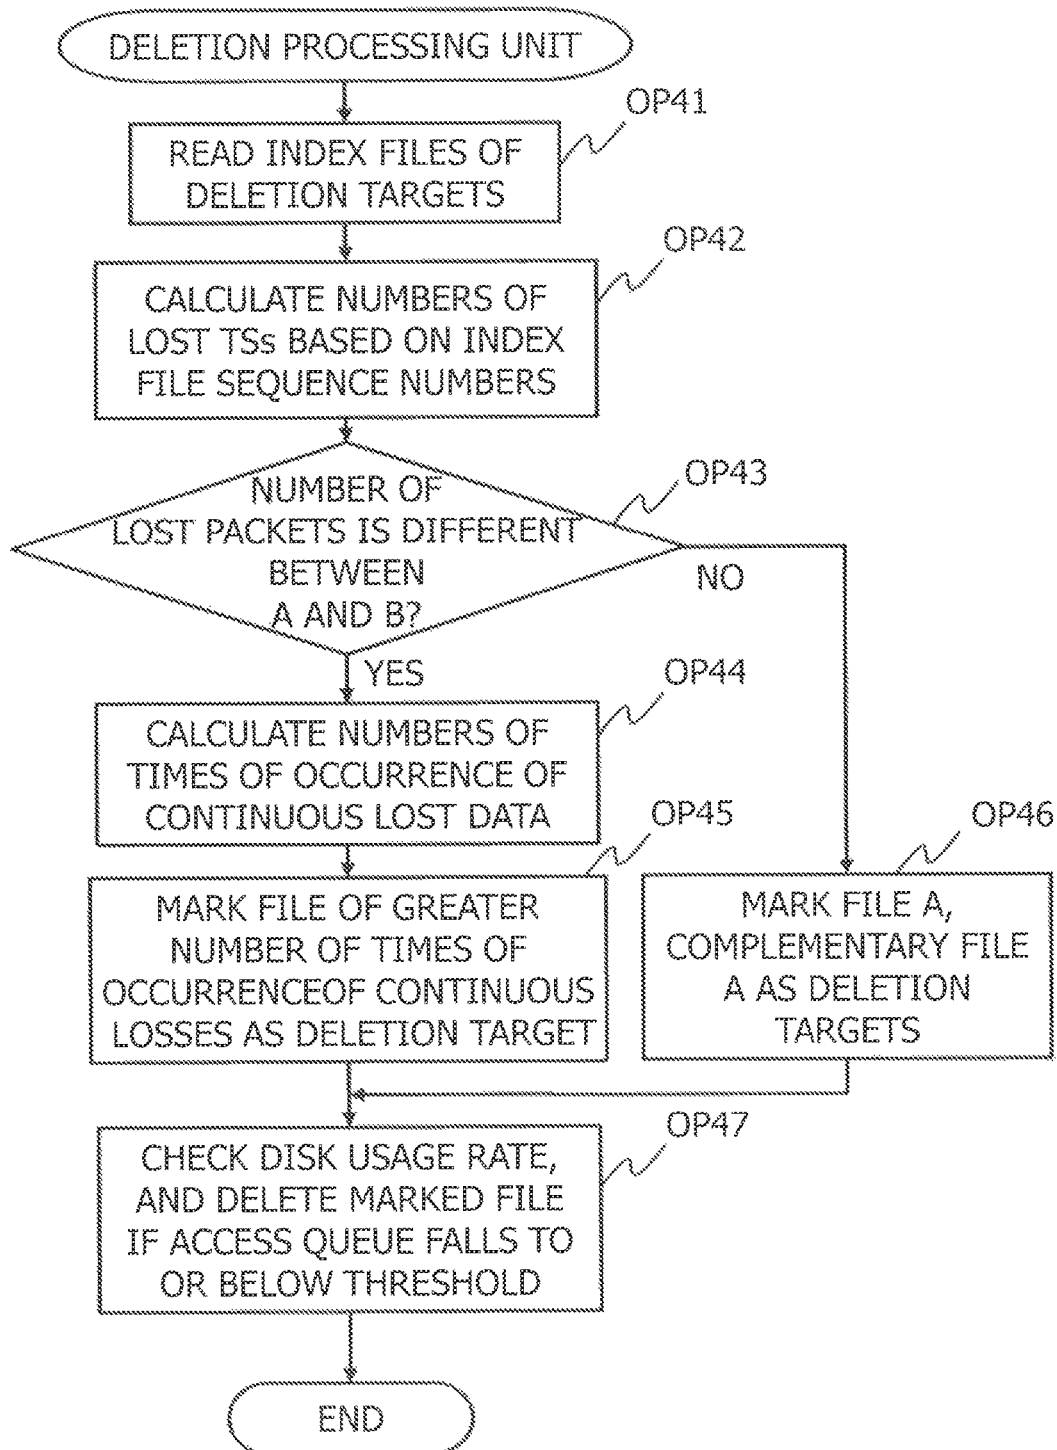 DELETION PROCESSING UNIT
OP41
READ INDEX FILES OF
DELETION TARGETS
OP42
CALCULATE NUMBERS OF
LOST TSs BASED ON INDEX
FILE SEQUENCE NUMBERS
OP43
NUMBER OF
LOST PACKETS IS DIFFERENT
BETWEEN
A AND B?
NO
YES
OP44
CALCULATE NUMBERS OF
TIMES OF OCCURRENCE OF
CONTINUOUS LOST DATA
OP45
MARK FILE OF GREATER
NUMBER OF TIMES OF
OCCURRENCEOF CONTINUOUS
LOSSES AS DELETION TARGET
OP46
MARK FILE A,
COMPLEMENTARY FILE
A AS DELETION
TARGETS
OP47
CHECK DISK USAGE RATE,
AND DELETE MARKED FILE
IF ACCESS QUEUE FALLS TO
OR BELOW THRESHOLD
END